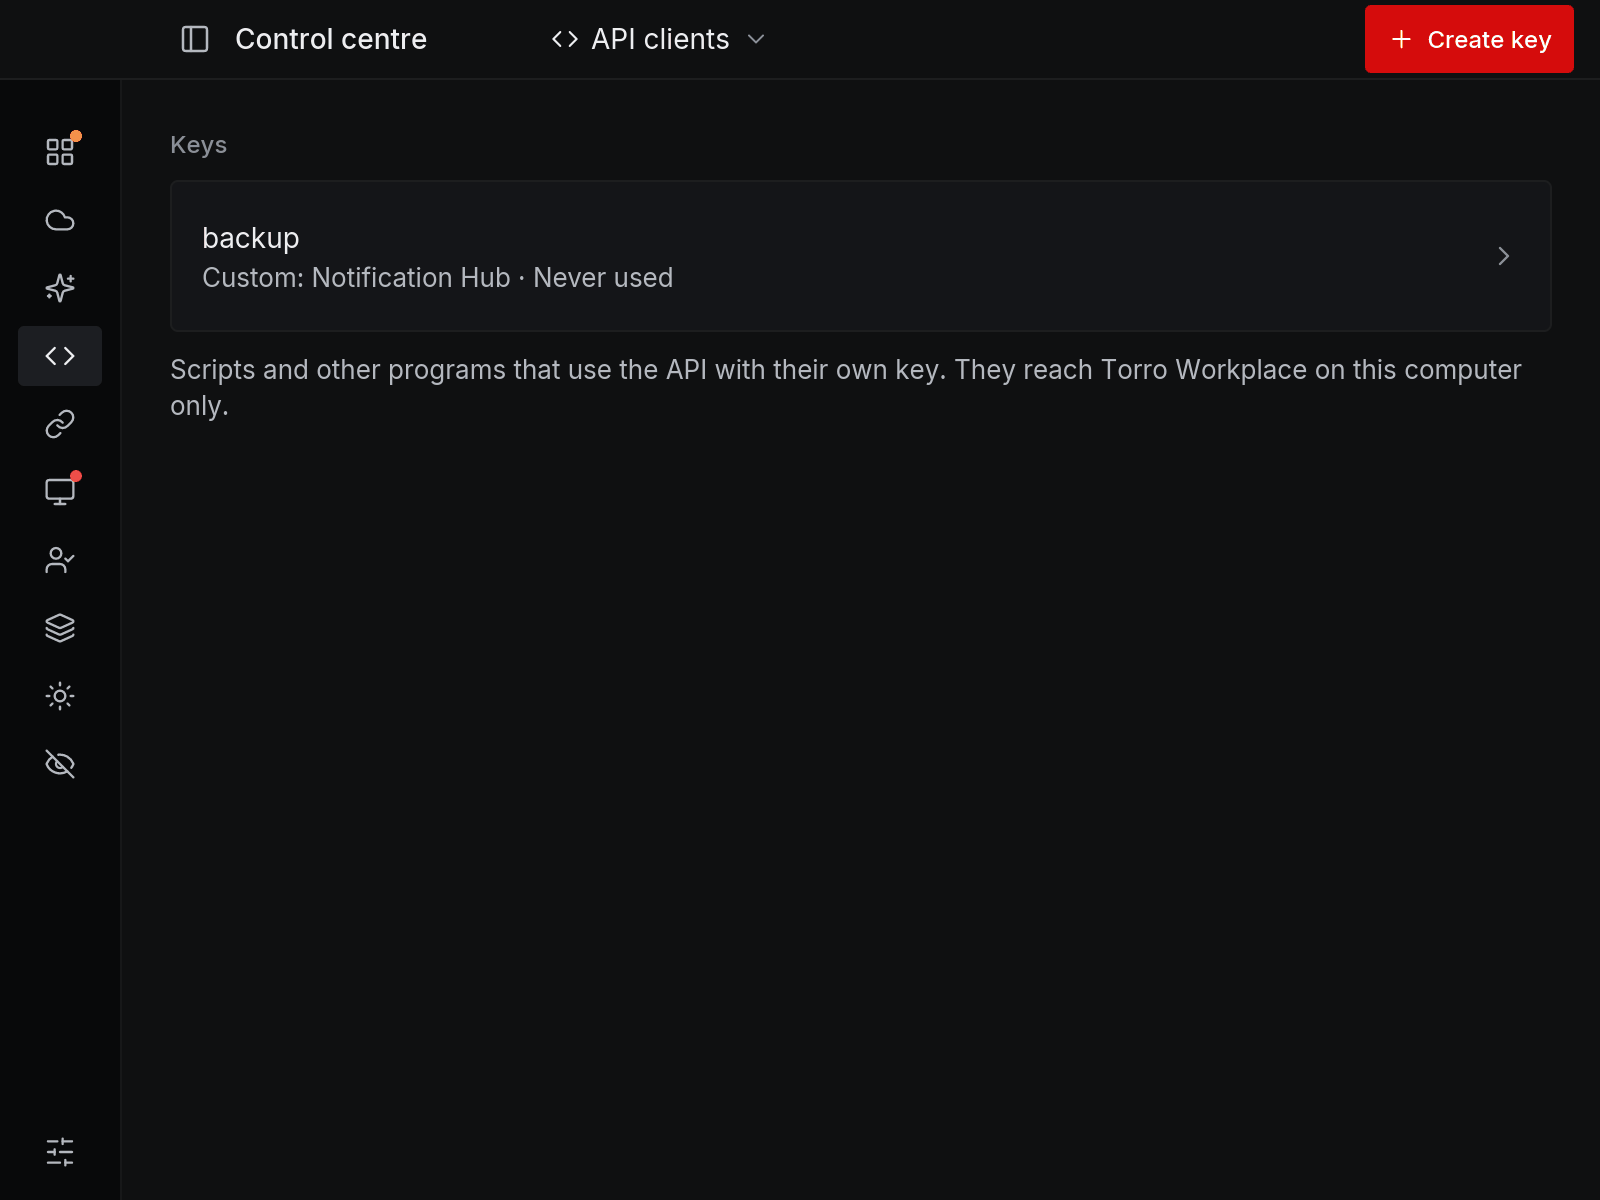 Control centre
API clients
Create key
Keys
backup
Custom: Notification Hub · Never used
Scripts and other programs that use the API with their own key. They reach Torro Workplace on this computer
only.